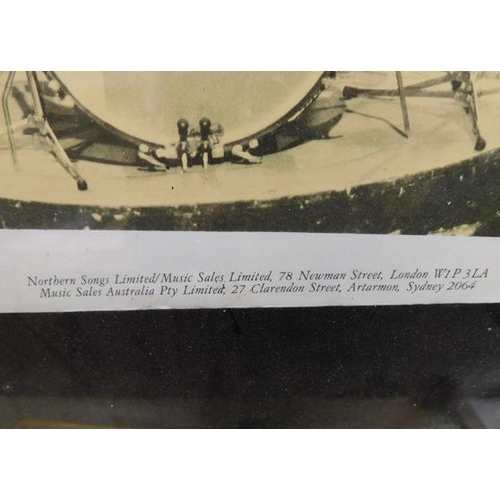 Northern Songs Limited/Music Sales Limited, 78 Newman Street, London W1P 3LA
Music Sales Australia Pty Limited, 27 Clarendon Street, Artarmon, Sydney 2064